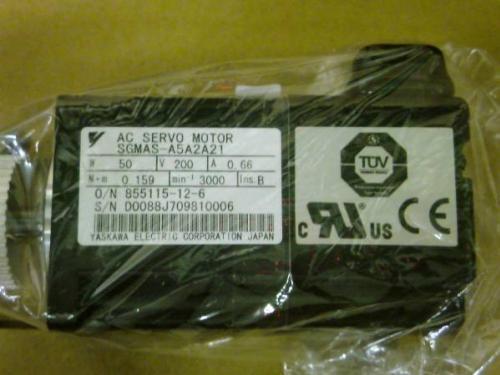 AC SERVO MOTOR
SGMAS-A5A2A21
W 50 V 200 A 0.66
N·m 0.159 min⁻¹ 3000 Ins. B
O/N 855115-12-6
S/N D0088J709810006
YASKAWA ELECTRIC CORPORATION JAPAN
TÜV
C UR US CE